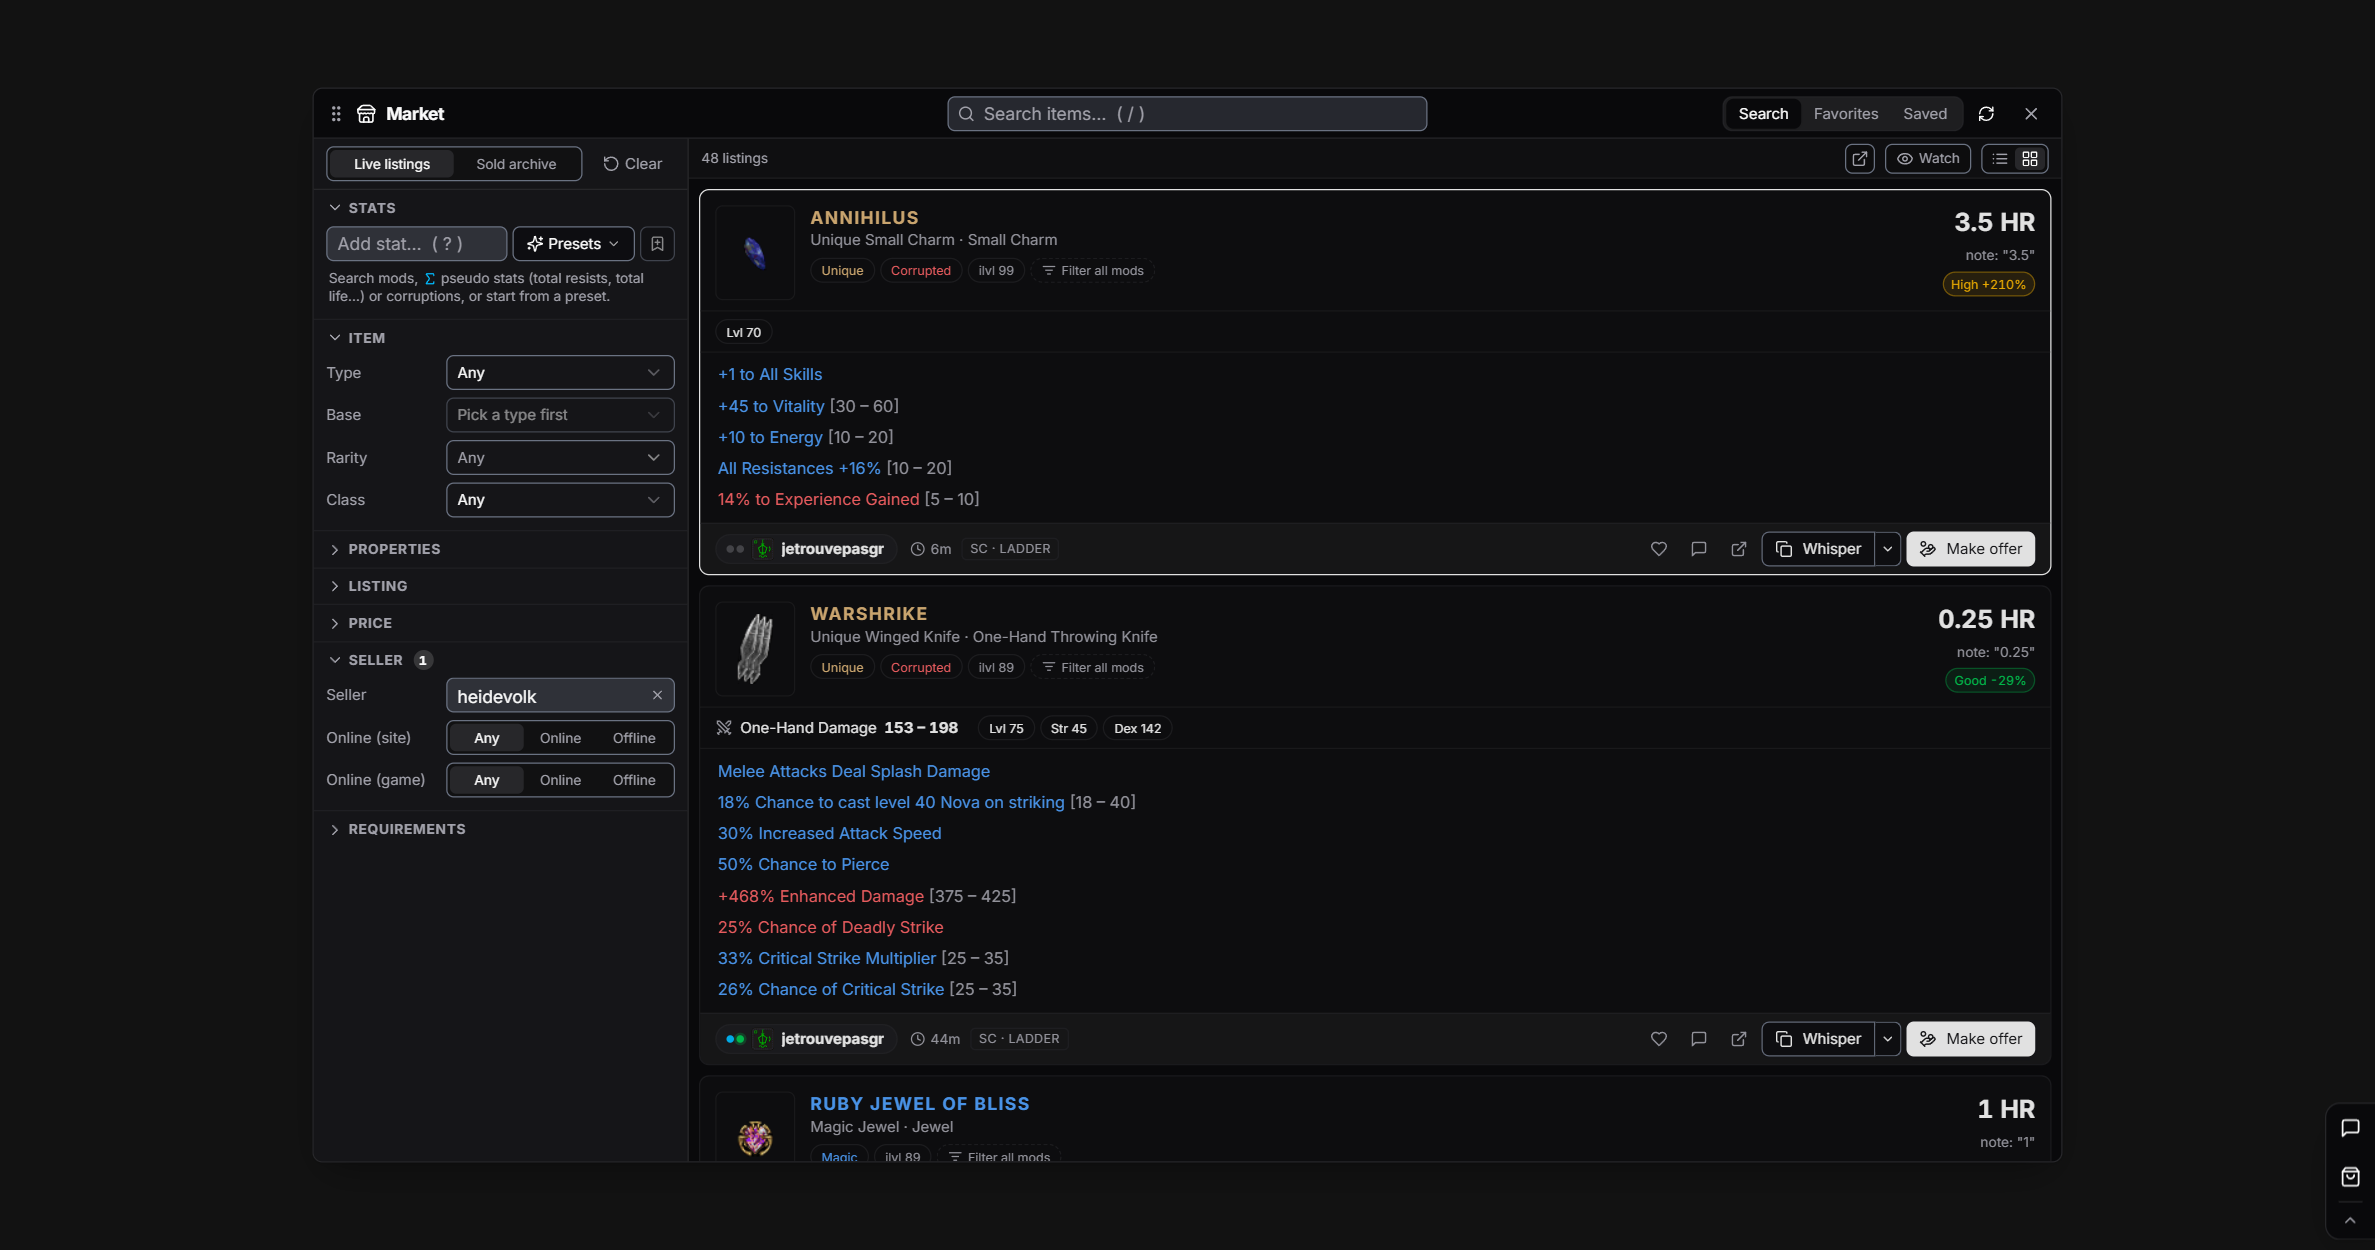 Market
Search items... ( / )
Search Favorites Saved
Live listings Sold archive Clear
48 listings
Watch
STATS
Add stat... ( ? ) Presets
Search mods, Σ pseudo stats (total resists, total
life...) or corruptions, or start from a preset.
ITEM
Type Any
Base Pick a type first
Rarity Any
Class Any
PROPERTIES
LISTING
PRICE
SELLER 1
Seller heidevolk
Online (site) Any Online Offline
Online (game) Any Online Offline
REQUIREMENTS
ANNIHILUS
Unique Small Charm · Small Charm
Unique Corrupted ilvl 99 Filter all mods
3.5 HR
note: "3.5"
High +210%
Lvl 70
+1 to All Skills
+45 to Vitality [30 – 60]
+10 to Energy [10 – 20]
All Resistances +16% [10 – 20]
14% to Experience Gained [5 – 10]
jetrouvepasgr 6m SC · LADDER
Whisper Make offer
WARSHRIKE
Unique Winged Knife · One-Hand Throwing Knife
Unique Corrupted ilvl 89 Filter all mods
0.25 HR
note: "0.25"
Good -29%
One-Hand Damage 153 – 198 Lvl 75 Str 45 Dex 142
Melee Attacks Deal Splash Damage
18% Chance to cast level 40 Nova on striking [18 – 40]
30% Increased Attack Speed
50% Chance to Pierce
+468% Enhanced Damage [375 – 425]
25% Chance of Deadly Strike
33% Critical Strike Multiplier [25 – 35]
26% Chance of Critical Strike [25 – 35]
jetrouvepasgr 44m SC · LADDER
Whisper Make offer
RUBY JEWEL OF BLISS
Magic Jewel · Jewel
Magic ilvl 89 Filter all mods
1 HR
note: "1"